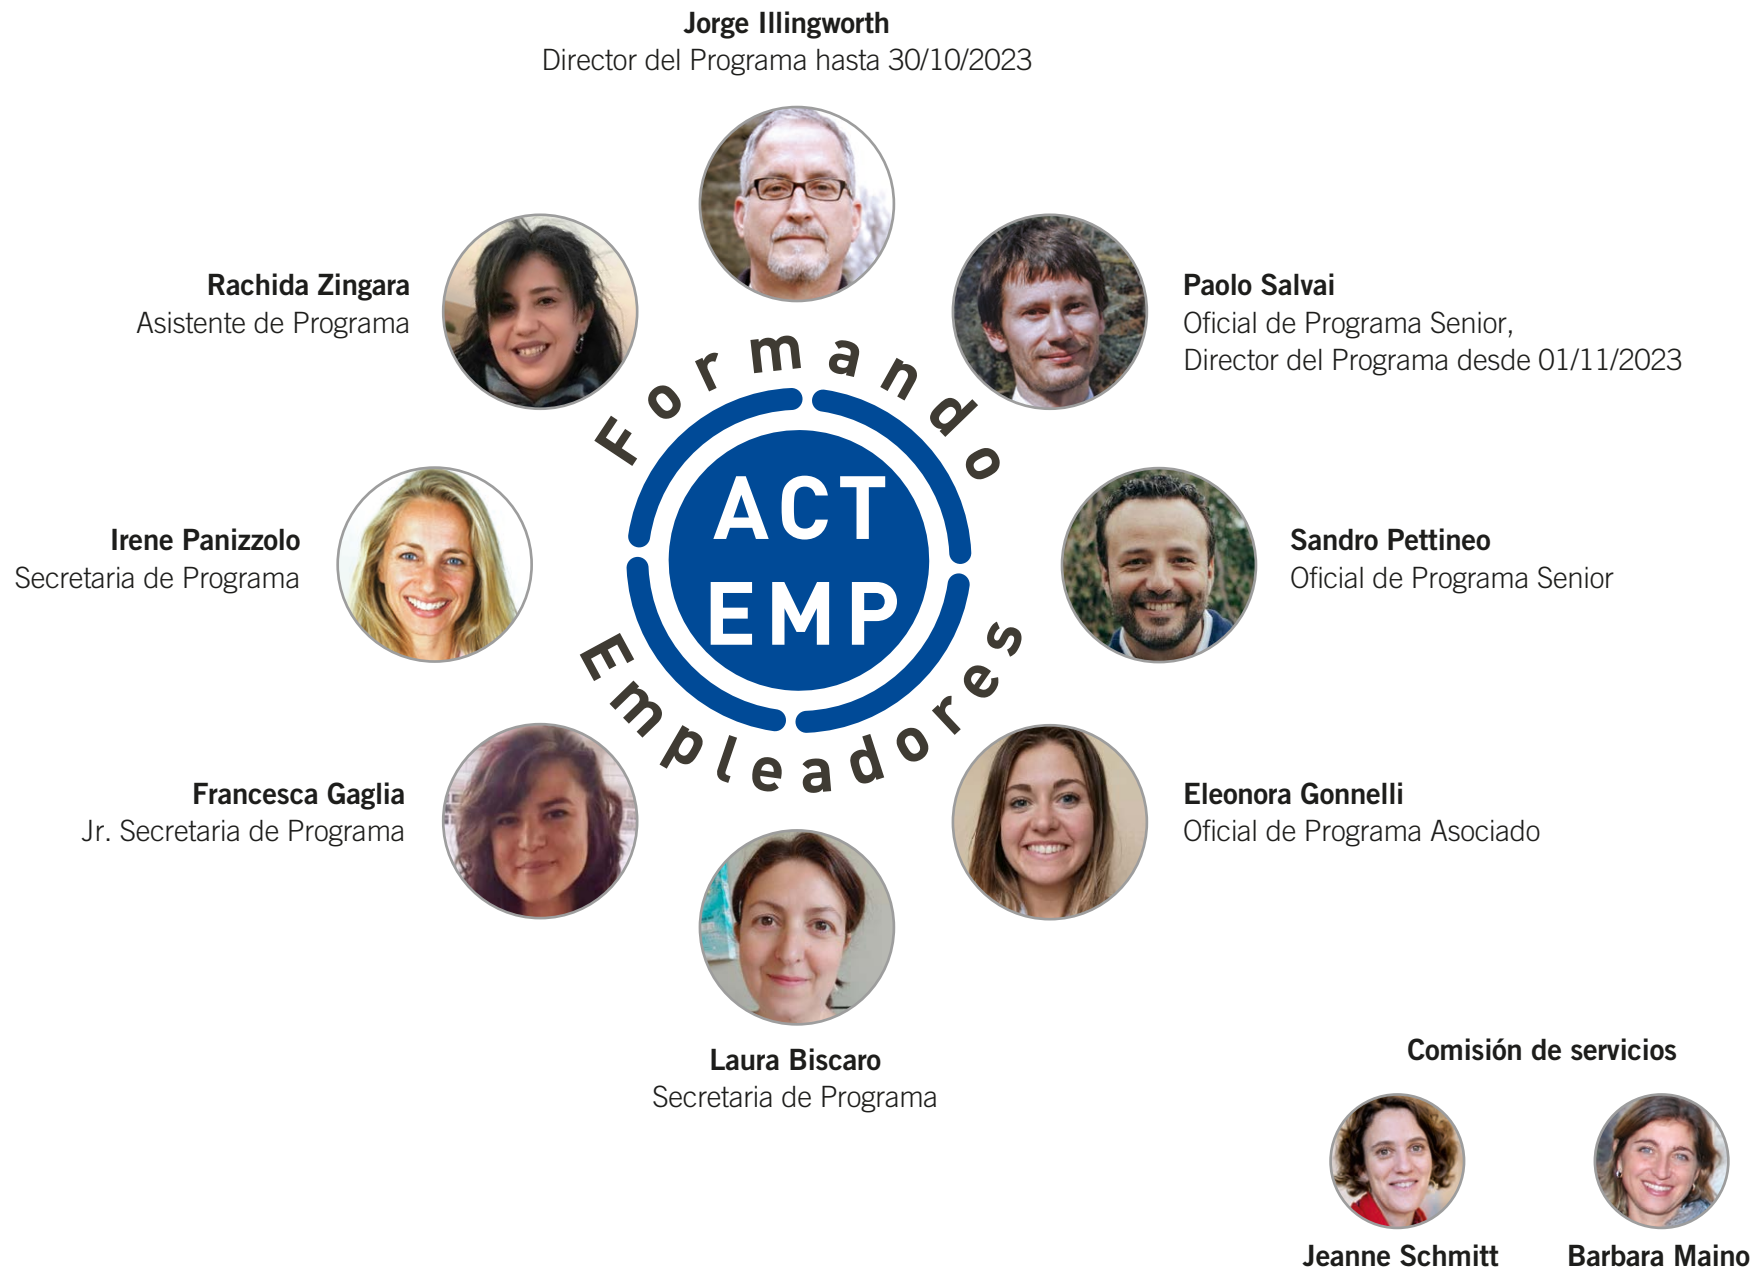 Jorge Illingworth
Director del Programa hasta 30/10/2023
Rachida Zingara
Asistente de Programa
Paolo Salvai
Oficial de Programa Senior,
Director del Programa desde 01/11/2023
Formando
ACT
EMP
Empleadores
Irene Panizzolo
Secretaria de Programa
Sandro Pettineo
Oficial de Programa Senior
Francesca Gaglia
Jr. Secretaria de Programa
Eleonora Gonnelli
Oficial de Programa Asociado
Laura Biscaro
Secretaria de Programa
Comisión de servicios
Jeanne Schmitt
Barbara Maino